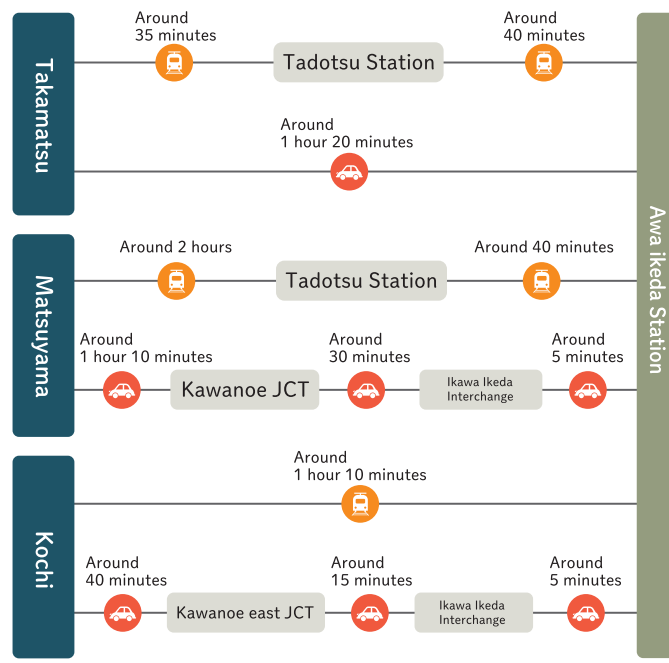 Takamatsu
Around
35 minutes
Tadotsu Station
Around
40 minutes
Around
1 hour 20 minutes
Matsuyama
Around 2 hours
Tadotsu Station
Around 40 minutes
Around
1 hour 10 minutes
Kawanoe JCT
Around
30 minutes
Ikawa Ikeda
Interchange
Around
5 minutes
Kochi
Around
1 hour 10 minutes
Around
40 minutes
Kawanoe east JCT
Around
15 minutes
Ikawa Ikeda
Interchange
Around
5 minutes
Awa ikeda Station